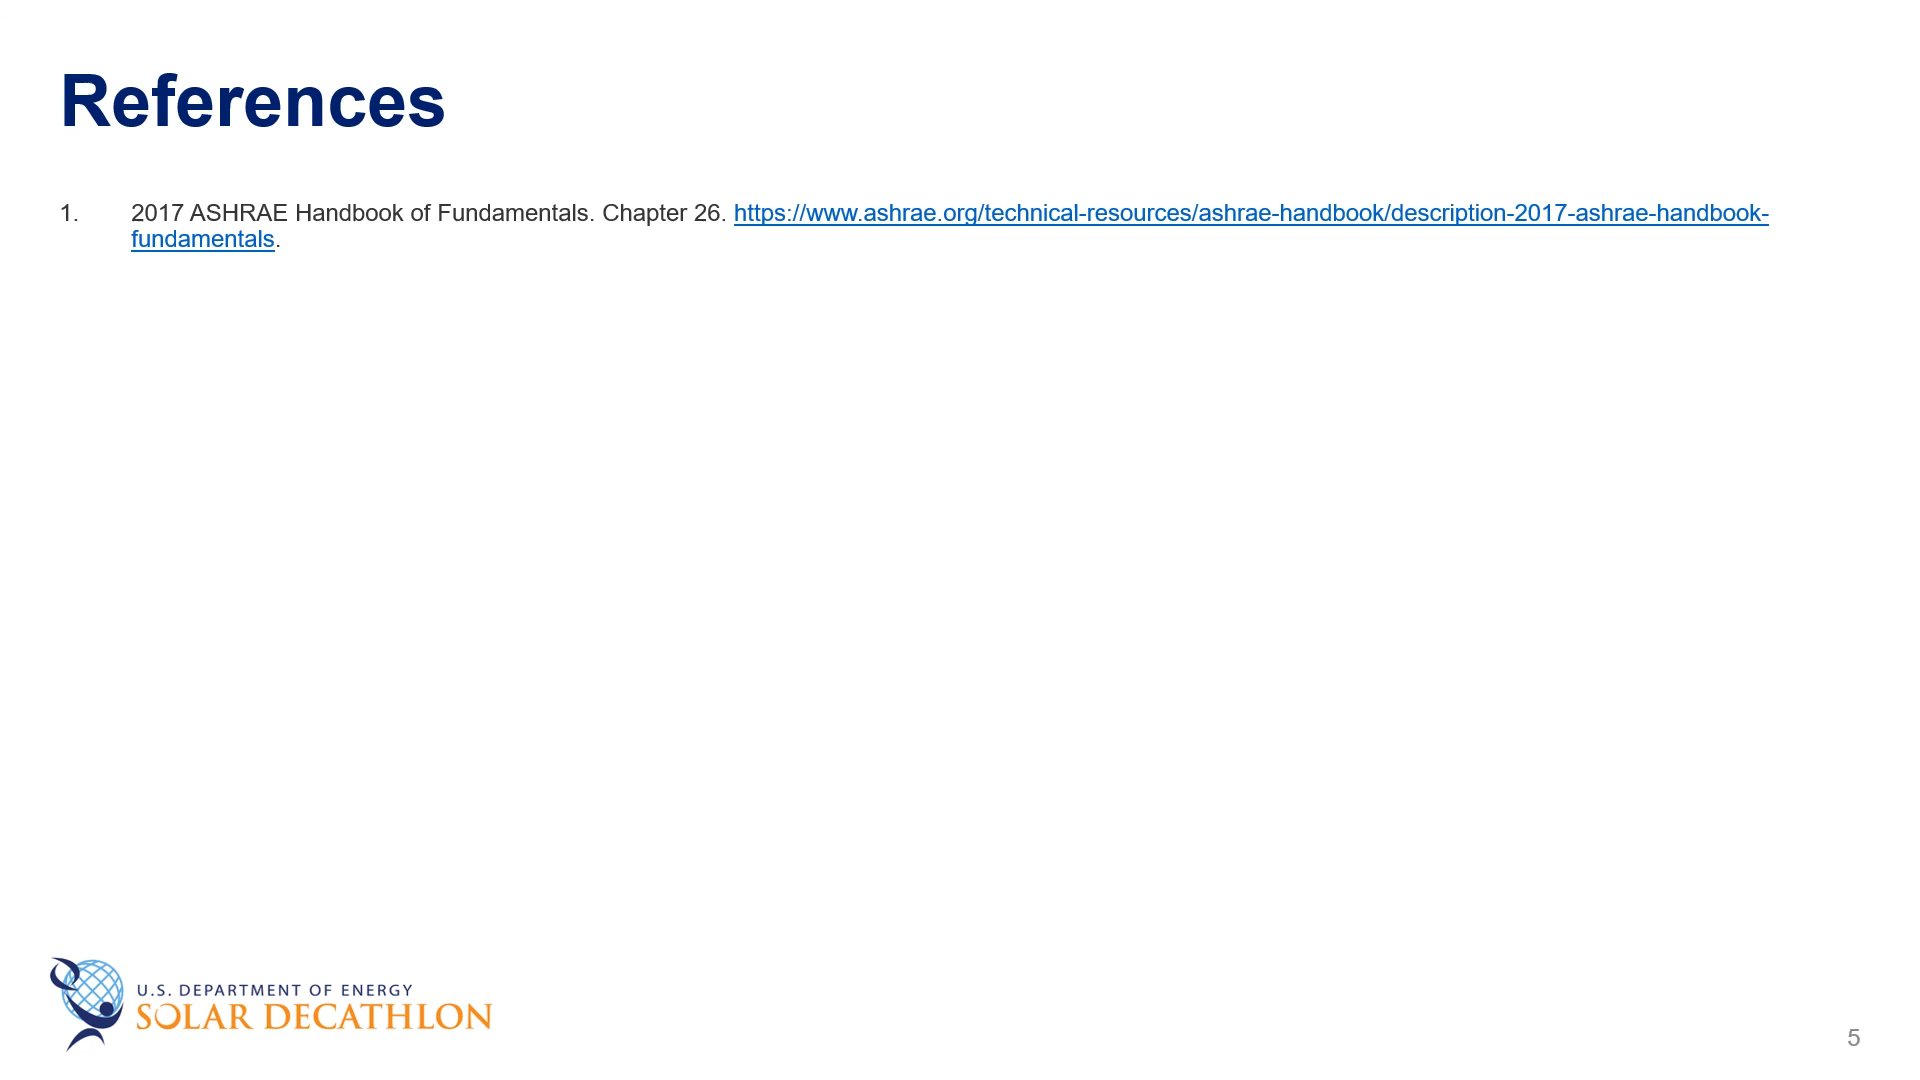 References
1. 2017 ASHRAE Handbook of Fundamentals. Chapter 26. https://www.ashrae.org/technical-resources/ashrae-handbook/description-2017-ashrae-handbook-
fundamentals.
U.S. DEPARTMENT OF ENERGY
SOLAR DECATHLON
5